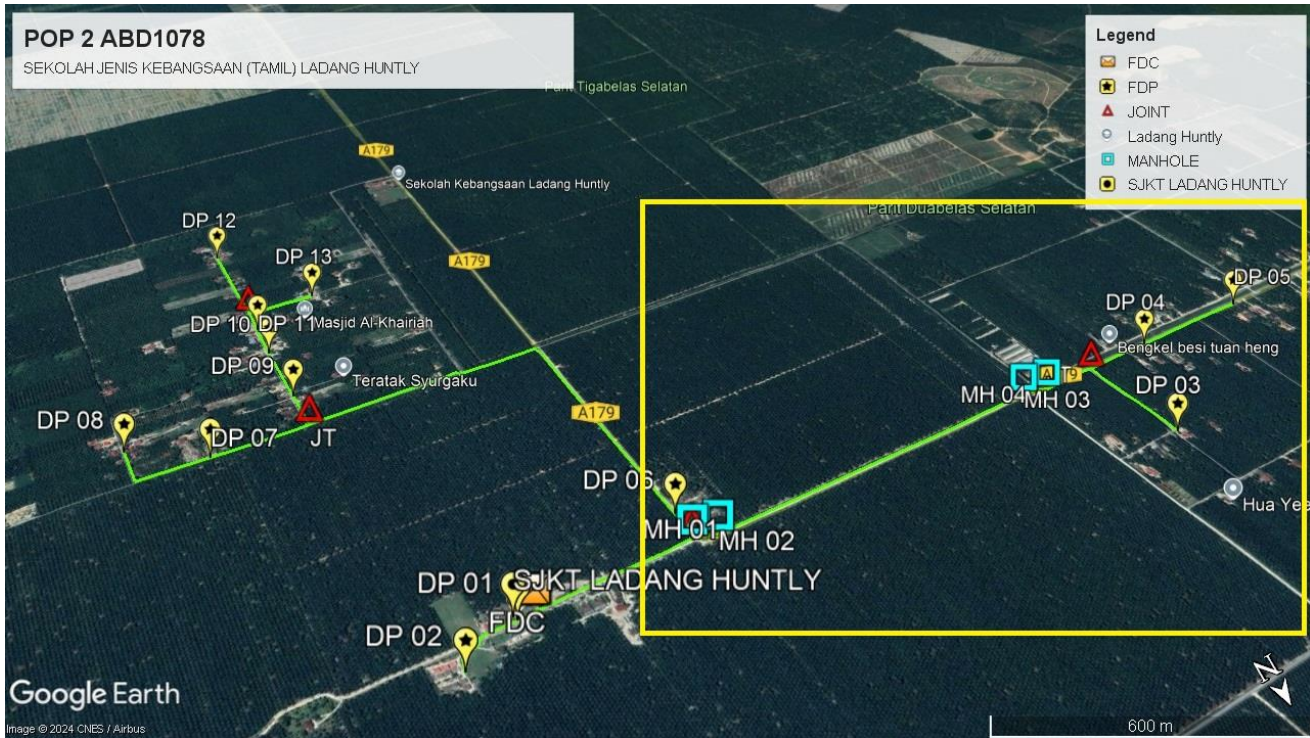 POP 2 ABD1078
SEKOLAH JENIS KEBANGSAAN (TAMIL) LADANG HUNTLY
Legend
FDC
FDP
JOINT
Ladang Huntly
MANHOLE
SJKT LADANG HUNTLY
Parit Tigabelas Selatan
A179
Sekolah Kebangsaan Ladang Huntly
Parit Duabelas Selatan
DP 12
A179
DP 13
DP 05
DP 04
DP 10
DP 11
Masjid Al-Khairiah
Bengkel besi tuan heng
DP 09
Teratak Syurgaku
DP 03
MH 04
MH 03
A179
DP 08
DP 07
JT
DP 06
Hua Yee
MH 01
MH 02
DP 01
SJKT LADANG HUNTLY
FDC
DP 02
Google Earth
Image © 2024 CNES / Airbus
N
600 m